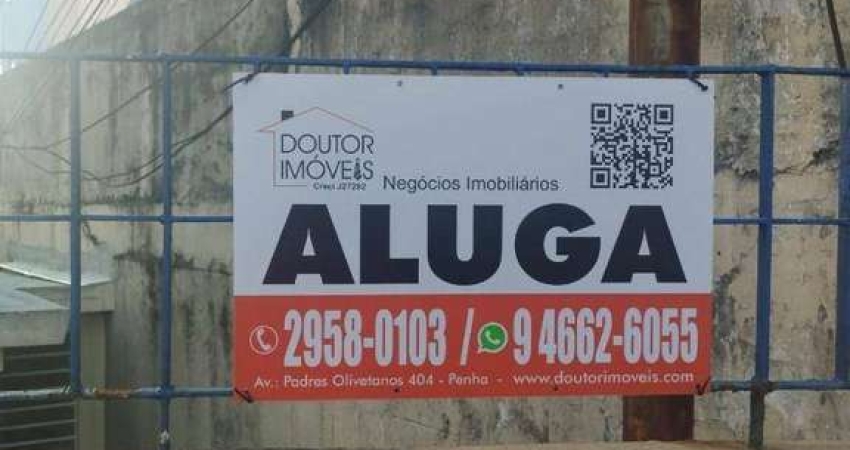 DOUTOR
IMÓVEIS
Creci J27282
Negócios Imobiliários
ALUGA
2958-0103 / 9 4662-6055
Av.: Padres Olivetanos 404 - Penha - www.doutorimoveis.com